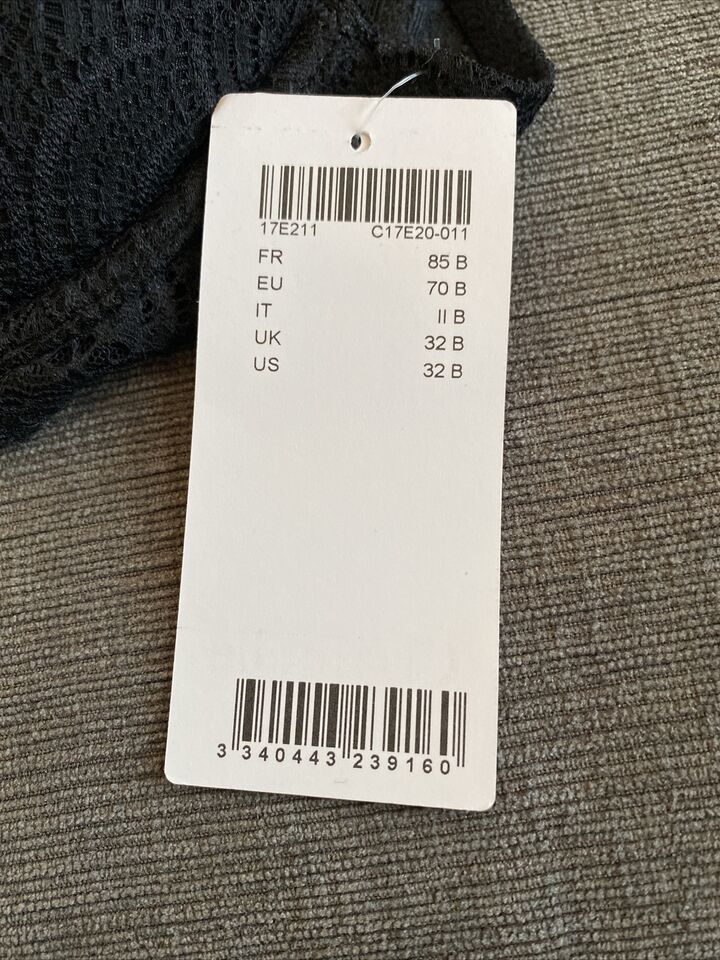 17E211 C17E20-011
FR 85 B
EU 70 B
IT II B
UK 32 B
US 32 B
3 340443 239160